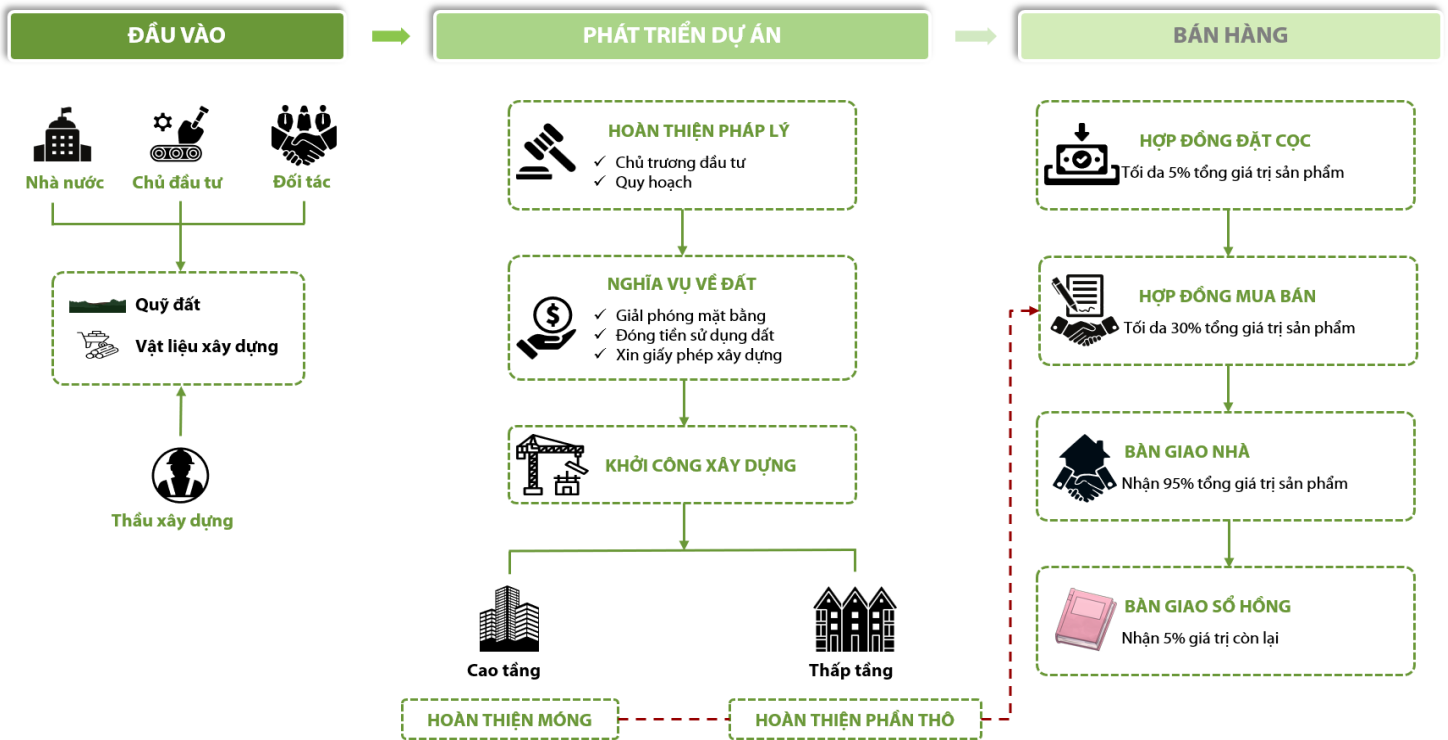 ĐẦU VÀO
PHÁT TRIỂN DỰ ÁN
BÁN HÀNG
Nhà nước
Chủ đầu tư
Đối tác
Quỹ đất
Vật liệu xây dựng
Thầu xây dựng
HOÀN THIỆN PHÁP LÝ
✓ Chủ trương dầu tư
✓ Quy hoạch
NGHĨA VỤ VỀ ĐẤT
✓ Giải phóng mặt bằng
✓ Đóng tiền sử dụng dất
✓ Xin giấy phép xây dựng
KHỞI CÔNG XÂY DỰNG
Cao tầng
Thấp tầng
HOÀN THIỆN MÓNG
HOÀN THIỆN PHẦN THÔ
HỢP ĐỒNG ĐẶT CỌC
Tối da 5% tổng giá trị sản phẩm
HỢP ĐỒNG MUA BÁN
Tối da 30% tổng giá trị sản phẩm
BÀN GIAO NHÀ
Nhận 95% tổng giá trị sản phẩm
BÀN GIAO SỔ HỒNG
Nhận 5% giá trị còn lại